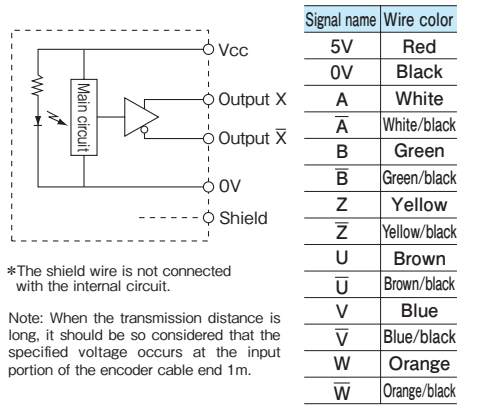 Vcc
Main circuit
Output X
Output X̅
0V
Shield
*The shield wire is not connected
with the internal circuit.
Note: When the transmission distance is
long, it should be so considered that the
specified voltage occurs at the input
portion of the encoder cable end 1m.
Signal name Wire color
5V Red
0V Black
A White
A̅ White/black
B Green
B̅ Green/black
Z Yellow
Z̅ Yellow/black
U Brown
U̅ Brown/black
V Blue
V̅ Blue/black
W Orange
W̅ Orange/black